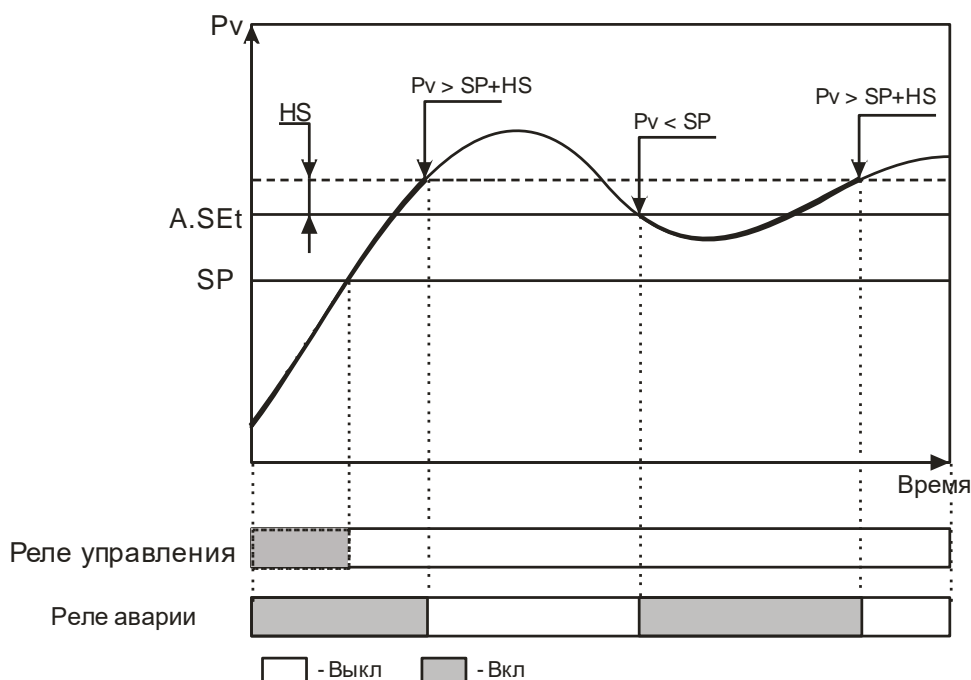 Pv
HS
Pv > SP+HS
Pv < SP
Pv > SP+HS
A.SEt
SP
Время
Реле управления
Реле аварии
- Выкл
- Вкл